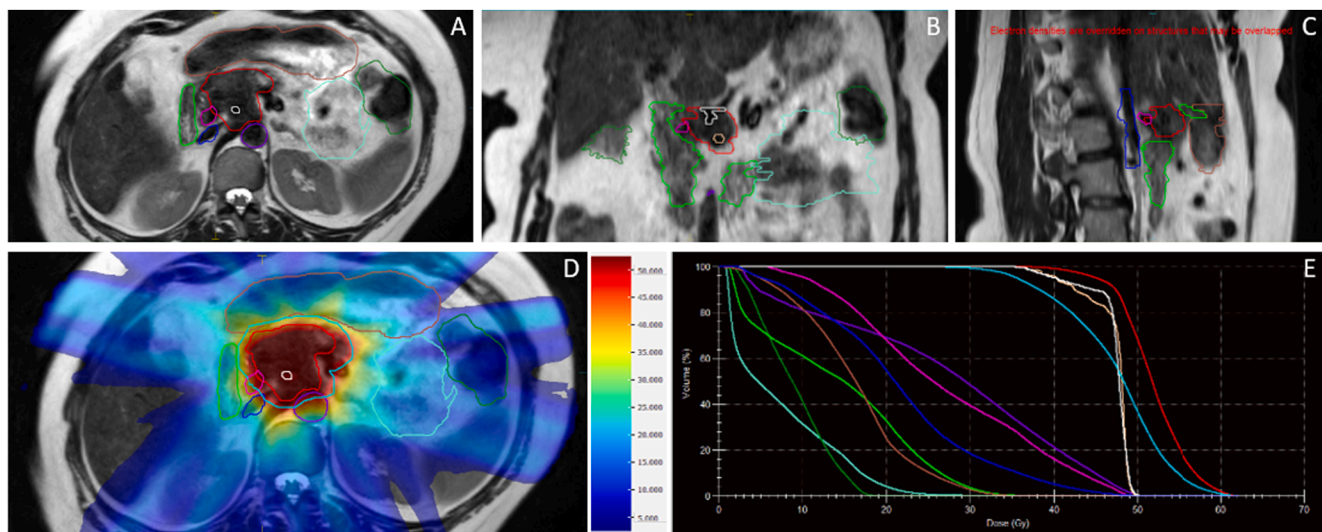 A
B
C
Electron densities are overridden on structures that may be overlapped
D
50.000
45.000
40.000
35.000
30.000
25.000
20.000
15.000
10.000
5.000
E
100
80
60
40
20
0
Volume (%)
0 10 20 30 40 50 60 70
Dose (Gy)